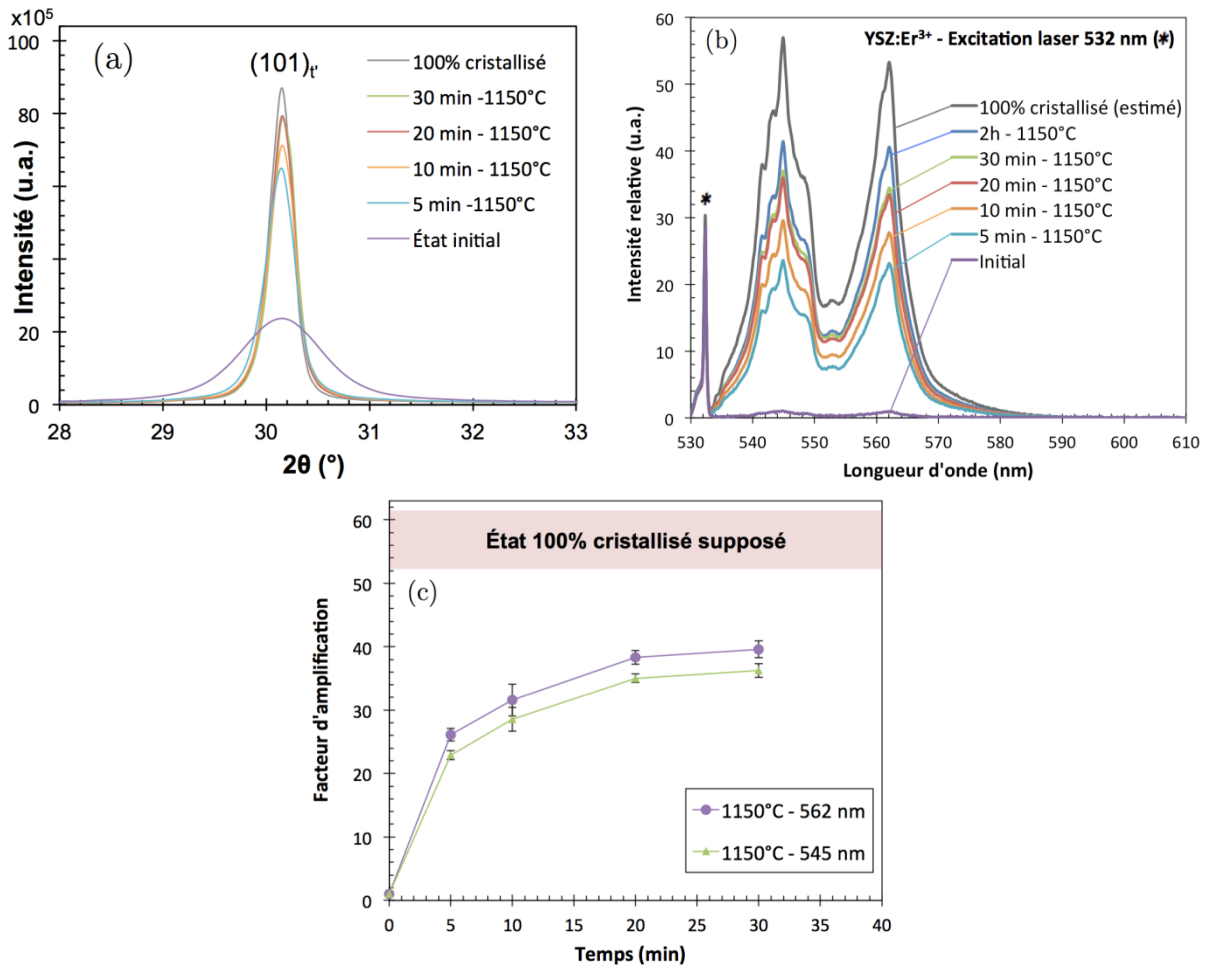 x10⁵
100
80
20
0
28
29
30
31
32
33
Intensité (u.a.)
2θ (°)
(a)
(101)t'
100% cristallisé
30 min -1150°C
20 min - 1150°C
10 min - 1150°C
5 min -1150°C
État initial
60
50
40
30
20
10
0
530 540 550 560 570 580 590 600 610
Intensité relative (u.a.)
Longueur d'onde (nm)
(b)
YSZ:Er³⁺ - Excitation laser 532 nm (*)
*
100% cristallisé (estimé)
2h - 1150°C
30 min - 1150°C
20 min - 1150°C
10 min - 1150°C
5 min - 1150°C
Initial
60
50
40
30
20
10
0
0 5 10 15 20 25 30 35 40
Facteur d'amplification
Temps (min)
État 100% cristallisé supposé
(c)
1150°C - 562 nm
1150°C - 545 nm